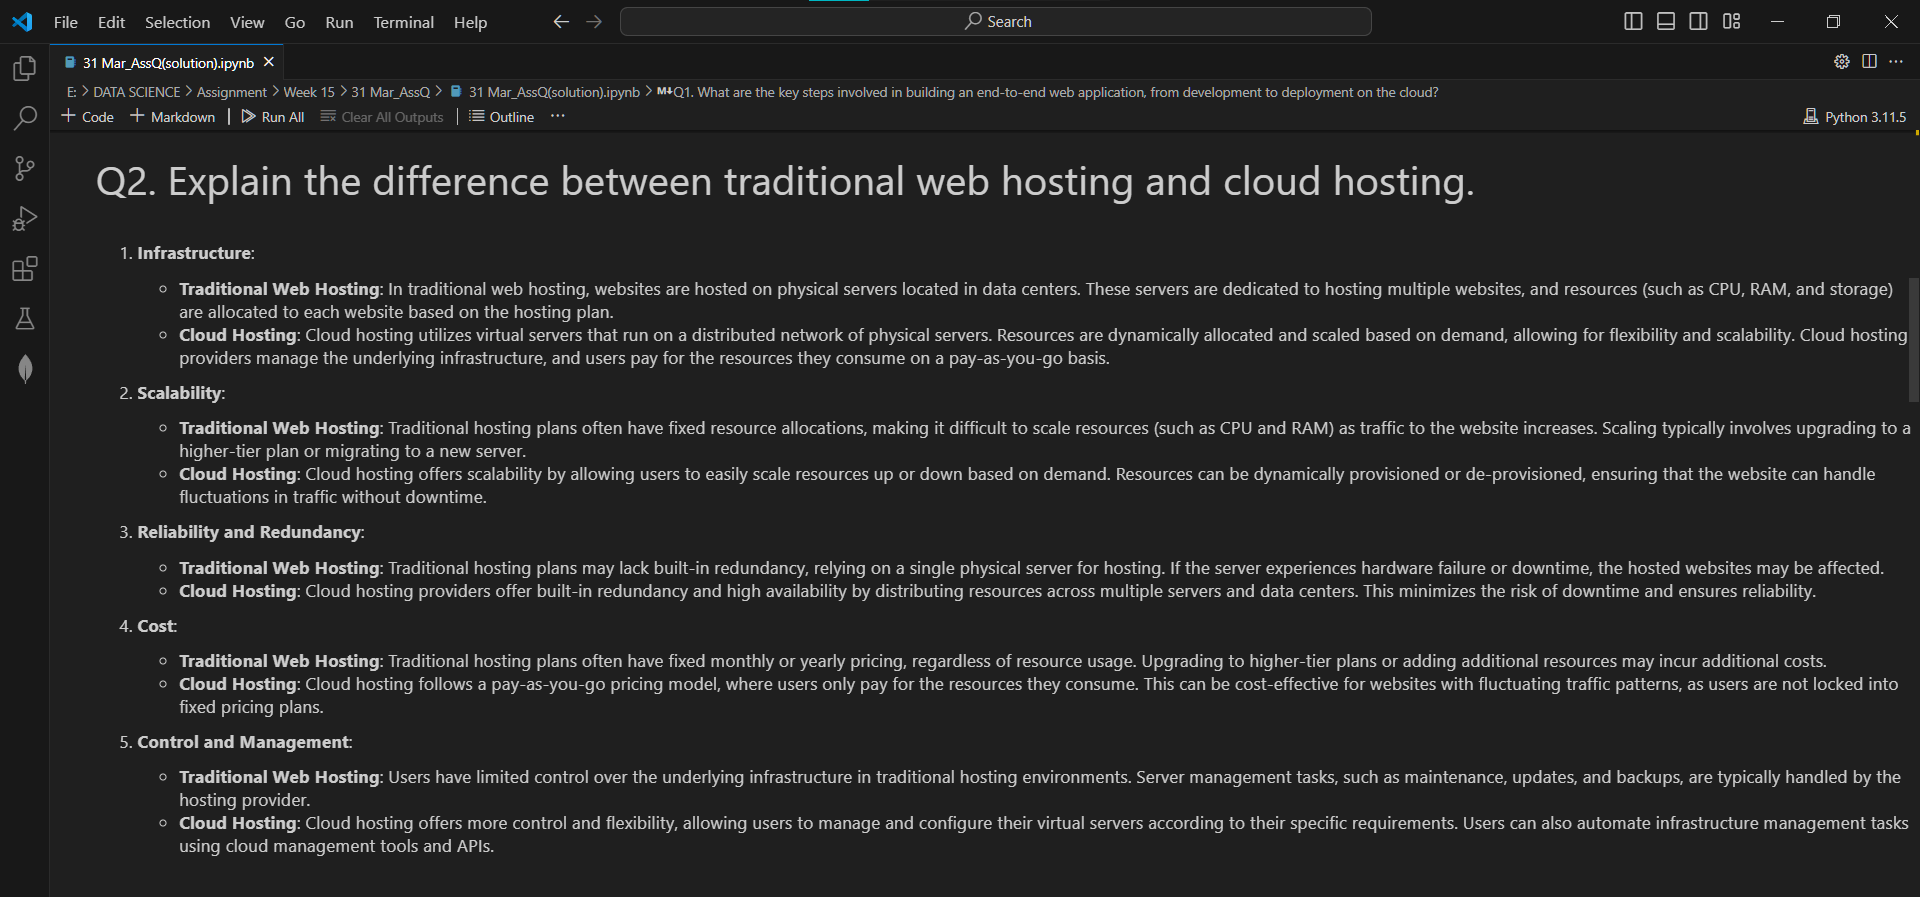 File Edit Selection View Go Run Terminal Help Search
31 Mar_AssQ(solution).ipynb
E: > DATA SCIENCE > Assignment > Week 15 > 31 Mar_AssQ > 31 Mar_AssQ(solution).ipynb > M↓Q1. What are the key steps involved in building an end-to-end web application, from development to deployment on the cloud?
+ Code + Markdown | Run All Clear All Outputs | Outline ··· Python 3.11.5
Q2. Explain the difference between traditional web hosting and cloud hosting.
1. Infrastructure:
Traditional Web Hosting: In traditional web hosting, websites are hosted on physical servers located in data centers. These servers are dedicated to hosting multiple websites, and resources (such as CPU, RAM, and storage)
are allocated to each website based on the hosting plan.
Cloud Hosting: Cloud hosting utilizes virtual servers that run on a distributed network of physical servers. Resources are dynamically allocated and scaled based on demand, allowing for flexibility and scalability. Cloud hosting
providers manage the underlying infrastructure, and users pay for the resources they consume on a pay-as-you-go basis.
2. Scalability:
Traditional Web Hosting: Traditional hosting plans often have fixed resource allocations, making it difficult to scale resources (such as CPU and RAM) as traffic to the website increases. Scaling typically involves upgrading to a
higher-tier plan or migrating to a new server.
Cloud Hosting: Cloud hosting offers scalability by allowing users to easily scale resources up or down based on demand. Resources can be dynamically provisioned or de-provisioned, ensuring that the website can handle
fluctuations in traffic without downtime.
3. Reliability and Redundancy:
Traditional Web Hosting: Traditional hosting plans may lack built-in redundancy, relying on a single physical server for hosting. If the server experiences hardware failure or downtime, the hosted websites may be affected.
Cloud Hosting: Cloud hosting providers offer built-in redundancy and high availability by distributing resources across multiple servers and data centers. This minimizes the risk of downtime and ensures reliability.
4. Cost:
Traditional Web Hosting: Traditional hosting plans often have fixed monthly or yearly pricing, regardless of resource usage. Upgrading to higher-tier plans or adding additional resources may incur additional costs.
Cloud Hosting: Cloud hosting follows a pay-as-you-go pricing model, where users only pay for the resources they consume. This can be cost-effective for websites with fluctuating traffic patterns, as users are not locked into
fixed pricing plans.
5. Control and Management:
Traditional Web Hosting: Users have limited control over the underlying infrastructure in traditional hosting environments. Server management tasks, such as maintenance, updates, and backups, are typically handled by the
hosting provider.
Cloud Hosting: Cloud hosting offers more control and flexibility, allowing users to manage and configure their virtual servers according to their specific requirements. Users can also automate infrastructure management tasks
using cloud management tools and APIs.